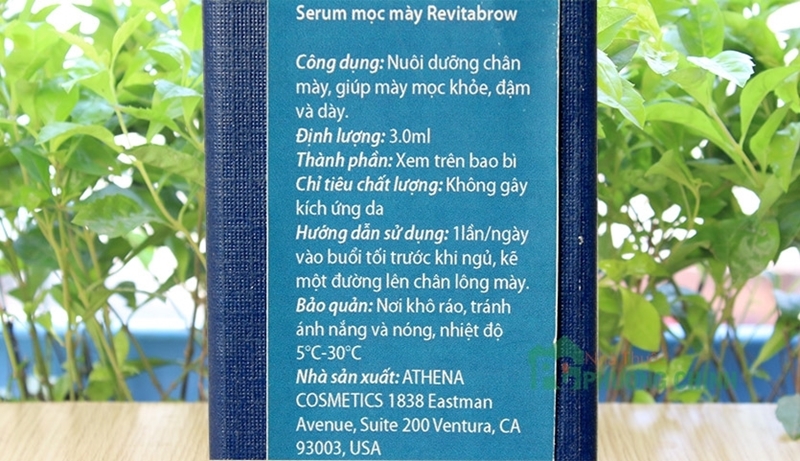 Serum mọc mày Revitabrow
Công dụng: Nuôi dưỡng chân
mày, giúp mày mọc khỏe, đậm
và dày.
Định lượng: 3.0ml
Thành phần: Xem trên bao bì
Chỉ tiêu chất lượng: Không gây
kích ứng da
Hướng dẫn sử dụng: 1lần/ngày
vào buổi tối trước khi ngủ, kẽ
một đường lên chân lông mày.
Bảo quản: Nơi khô ráo, tránh
ánh nắng và nóng, nhiệt độ
5°C-30°C
Nhà sản xuất: ATHENA
COSMETICS 1838 Eastman
Avenue, Suite 200 Ventura, CA
93003, USA